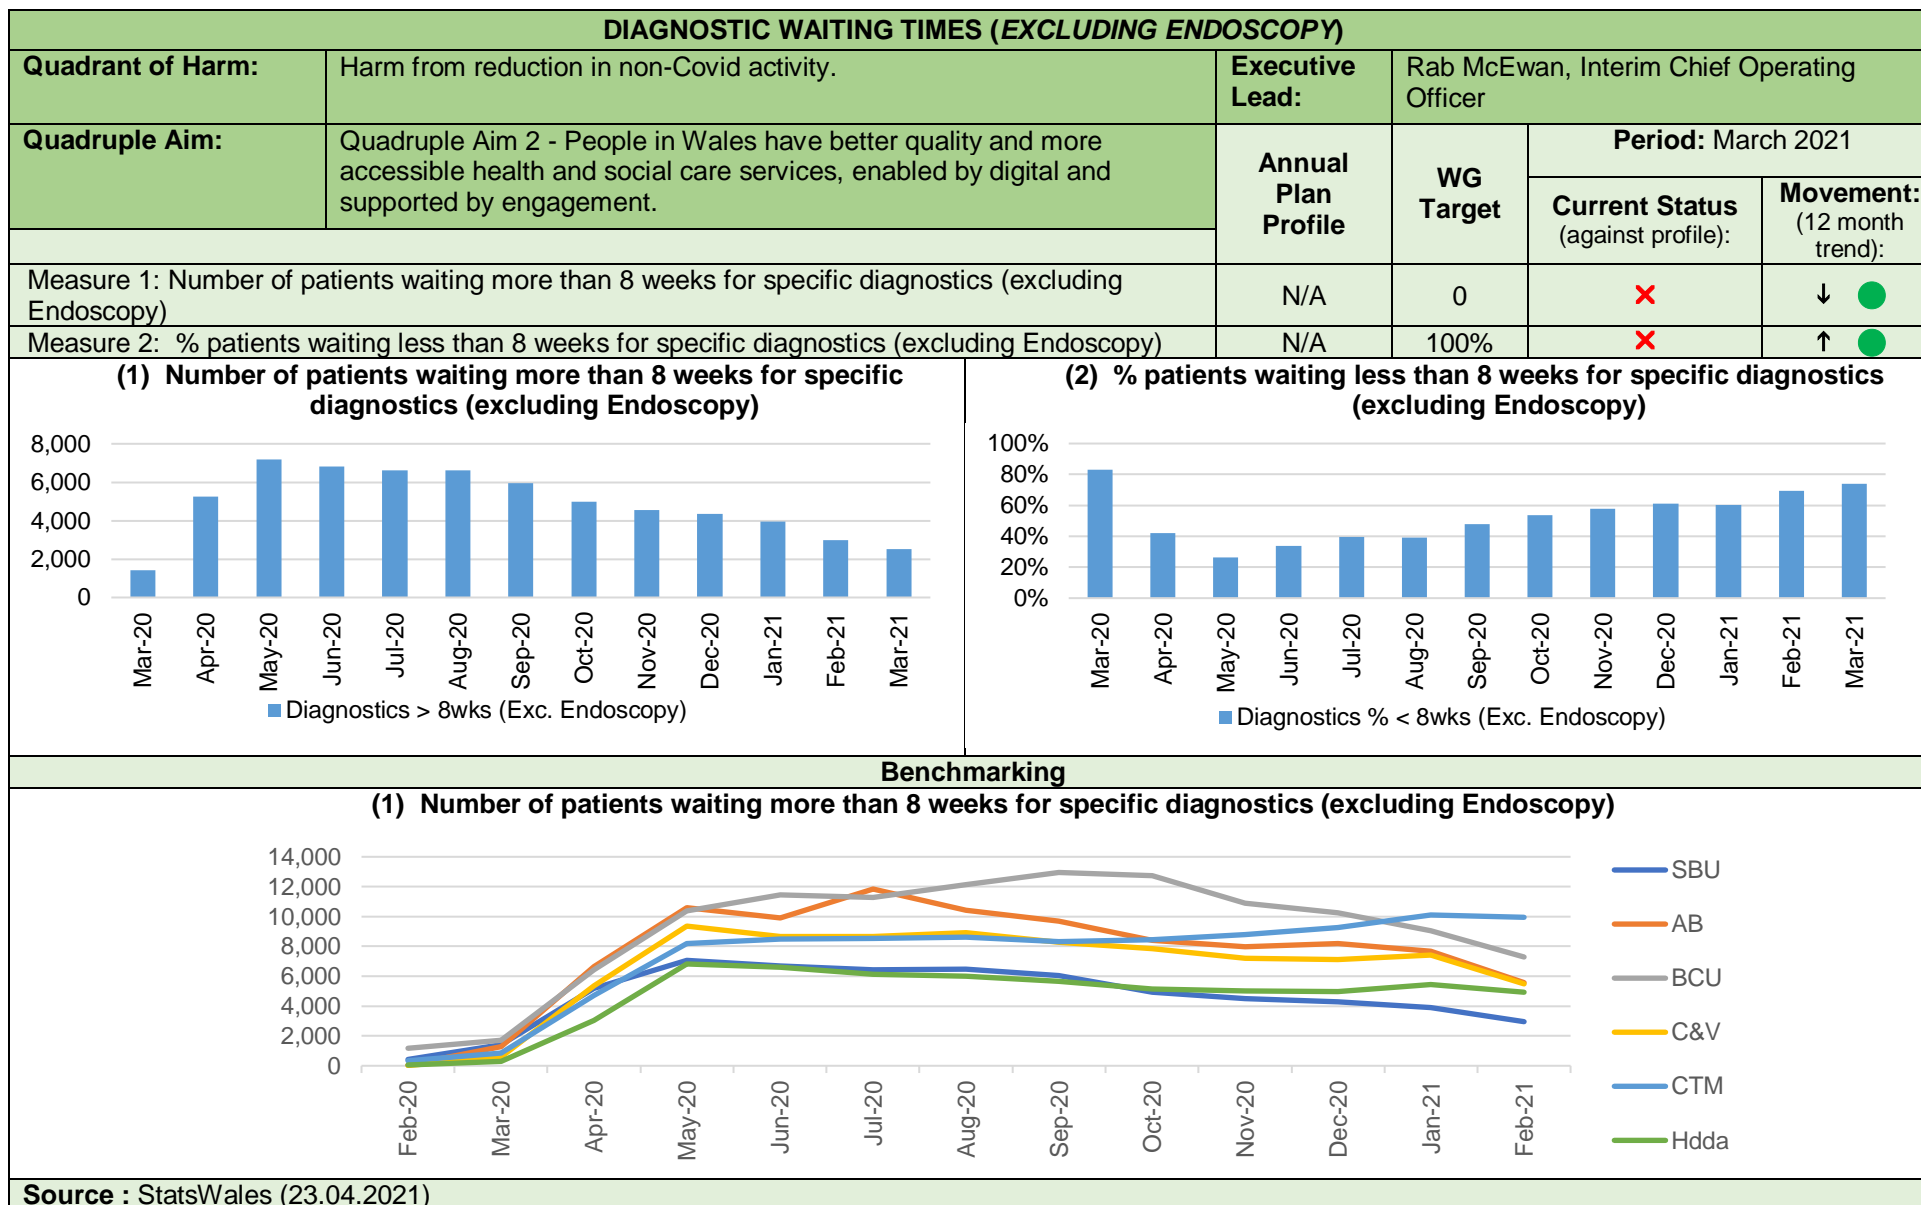 DIAGNOSTIC WAITING TIMES (EXCLUDING ENDOSCOPY)
Quadrant of Harm:
Harm from reduction in non-Covid activity.
Executive
Lead:
Rab McEwan, Interim Chief Operating
Officer
Quadruple Aim:
Quadruple Aim 2 - People in Wales have better quality and more
accessible health and social care services, enabled by digital and
supported by engagement.
Annual
Plan
Profile
WG
Target
Period: March 2021
Current Status
(against profile):
Movement:
(12 month
trend):
Measure 1: Number of patients waiting more than 8 weeks for specific diagnostics (excluding
Endoscopy)
N/A
0
✕
↓
Measure 2: % patients waiting less than 8 weeks for specific diagnostics (excluding Endoscopy)
N/A
100%
✕
↑
(1) Number of patients waiting more than 8 weeks for specific
diagnostics (excluding Endoscopy)
8,000
6,000
4,000
2,000
0
Mar-20
Apr-20
May-20
Jun-20
Jul-20
Aug-20
Sep-20
Oct-20
Nov-20
Dec-20
Jan-21
Feb-21
Mar-21
Diagnostics > 8wks (Exc. Endoscopy)
(2) % patients waiting less than 8 weeks for specific diagnostics
(excluding Endoscopy)
100%
80%
60%
40%
20%
0%
Mar-20
Apr-20
May-20
Jun-20
Jul-20
Aug-20
Sep-20
Oct-20
Nov-20
Dec-20
Jan-21
Feb-21
Mar-21
Diagnostics % < 8wks (Exc. Endoscopy)
Benchmarking
(1) Number of patients waiting more than 8 weeks for specific diagnostics (excluding Endoscopy)
14,000
12,000
10,000
8,000
6,000
4,000
2,000
0
Feb-20
Mar-20
Apr-20
May-20
Jun-20
Jul-20
Aug-20
Sep-20
Oct-20
Nov-20
Dec-20
Jan-21
Feb-21
SBU
AB
BCU
C&V
CTM
Hdda
Source : StatsWales (23.04.2021)